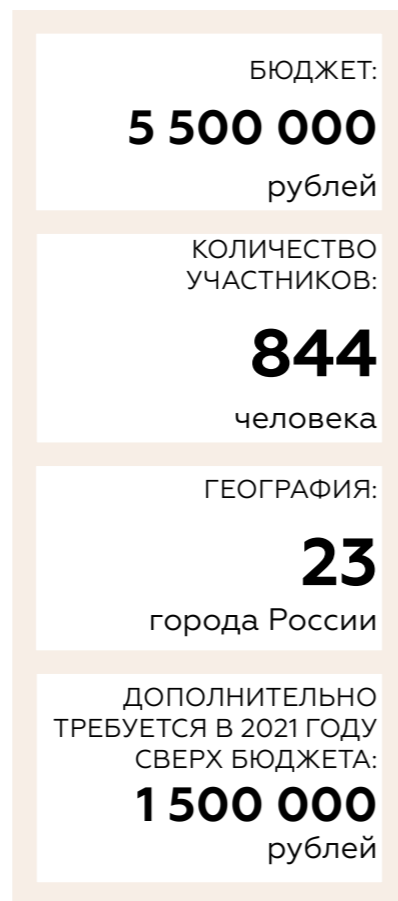 БЮДЖЕТ:
5 500 000
рублей
КОЛИЧЕСТВО
УЧАСТНИКОВ:
844
человека
ГЕОГРАФИЯ:
23
города России
ДОПОЛНИТЕЛЬНО
ТРЕБУЕТСЯ В 2021 ГОДУ
СВЕРХ БЮДЖЕТА:
1 500 000
рублей